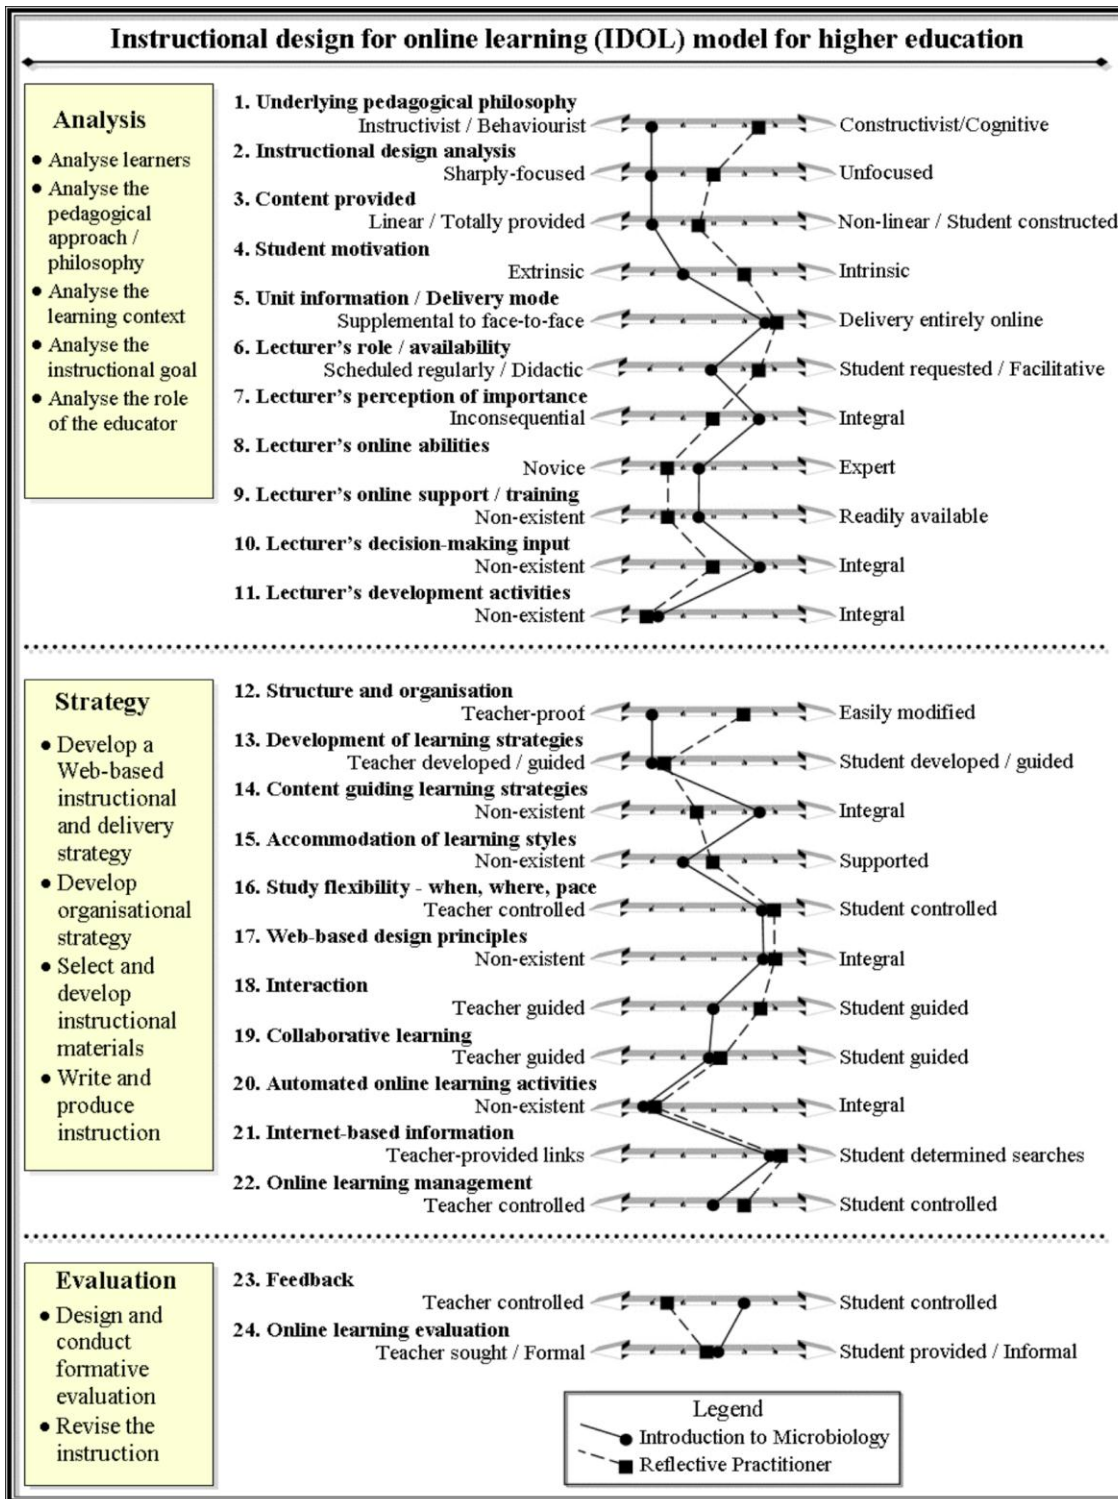 Instructional design for online learning (IDOL) model for higher education
Analysis
• Analyse learners
• Analyse the
pedagogical
approach /
philosophy
• Analyse the
learning context
• Analyse the
instructional goal
• Analyse the role
of the educator
1. Underlying pedagogical philosophy
Instructivist / Behaviourist Constructivist/Cognitive
2. Instructional design analysis
Sharply-focused Unfocused
3. Content provided
Linear / Totally provided Non-linear / Student constructed
4. Student motivation
Extrinsic Intrinsic
5. Unit information / Delivery mode
Supplemental to face-to-face Delivery entirely online
6. Lecturer's role / availability
Scheduled regularly / Didactic Student requested / Facilitative
7. Lecturer's perception of importance
Inconsequential Integral
8. Lecturer's online abilities
Novice Expert
9. Lecturer's online support / training
Non-existent Readily available
10. Lecturer's decision-making input
Non-existent Integral
11. Lecturer's development activities
Non-existent Integral
Strategy
• Develop a
Web-based
instructional
and delivery
strategy
• Develop
organisational
strategy
• Select and
develop
instructional
materials
• Write and
produce
instruction
12. Structure and organisation
Teacher-proof Easily modified
13. Development of learning strategies
Teacher developed / guided Student developed / guided
14. Content guiding learning strategies
Non-existent Integral
15. Accommodation of learning styles
Non-existent Supported
16. Study flexibility - when, where, pace
Teacher controlled Student controlled
17. Web-based design principles
Non-existent Integral
18. Interaction
Teacher guided Student guided
19. Collaborative learning
Teacher guided Student guided
20. Automated online learning activities
Non-existent Integral
21. Internet-based information
Teacher-provided links Student determined searches
22. Online learning management
Teacher controlled Student controlled
Evaluation
• Design and
conduct
formative
evaluation
• Revise the
instruction
23. Feedback
Teacher controlled Student controlled
24. Online learning evaluation
Teacher sought / Formal Student provided / Informal
Legend
Introduction to Microbiology
Reflective Practitioner